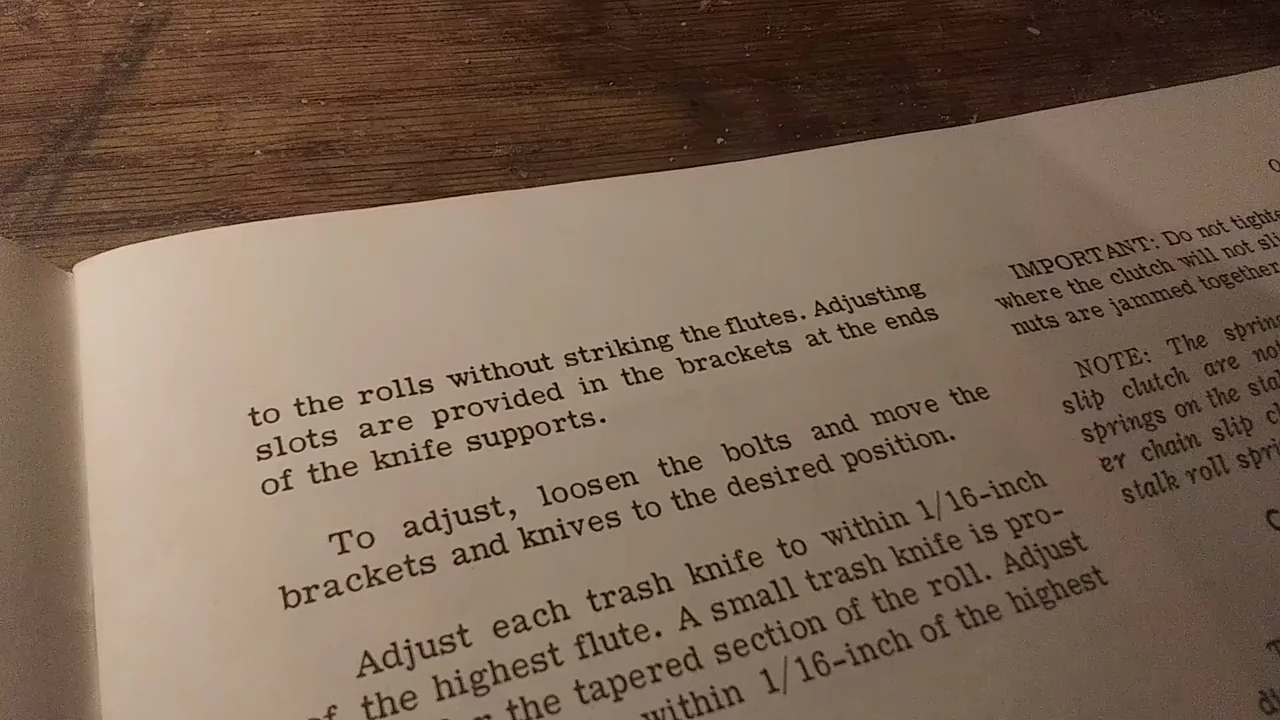 to the rolls without striking the flutes. Adjusting
slots are provided in the brackets at the ends
of the knife supports.
To adjust, loosen the bolts and move the
brackets and knives to the desired position.
Adjust each trash knife to within 1/16-inch
the highest flute. A small trash knife is pro-
the tapered section of the roll. Adjust
within 1/16-inch of the highest
IMPORTANT: Do not
where the clutch will not
nuts are jammed together
NOTE: The
slip clutch are
springs on the
er chain slip
stalk roll